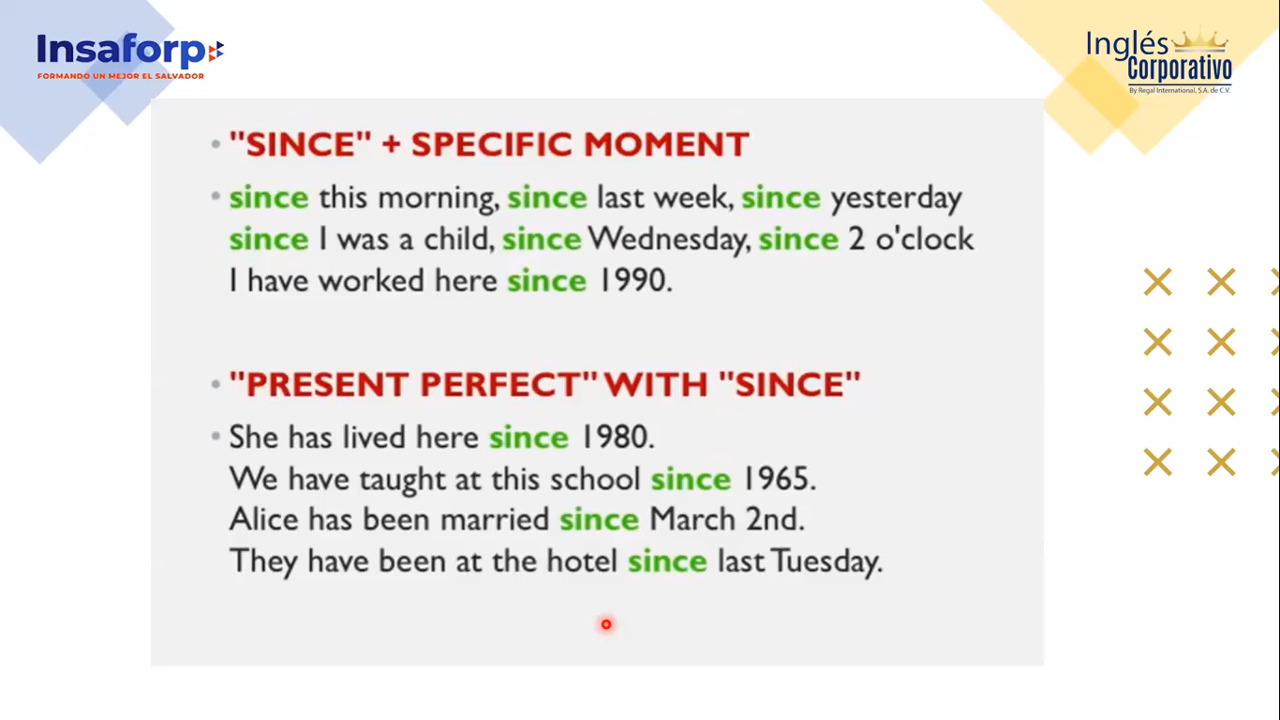 Insaforp
FORMANDO UN MEJOR EL SALVADOR
Inglés
Corporativo
By Regal International, S.A. de C.V.
• "SINCE" + SPECIFIC MOMENT
• since this morning, since last week, since yesterday
since I was a child, since Wednesday, since 2 o'clock
I have worked here since 1990.
• "PRESENT PERFECT" WITH "SINCE"
• She has lived here since 1980.
We have taught at this school since 1965.
Alice has been married since March 2nd.
They have been at the hotel since last Tuesday.